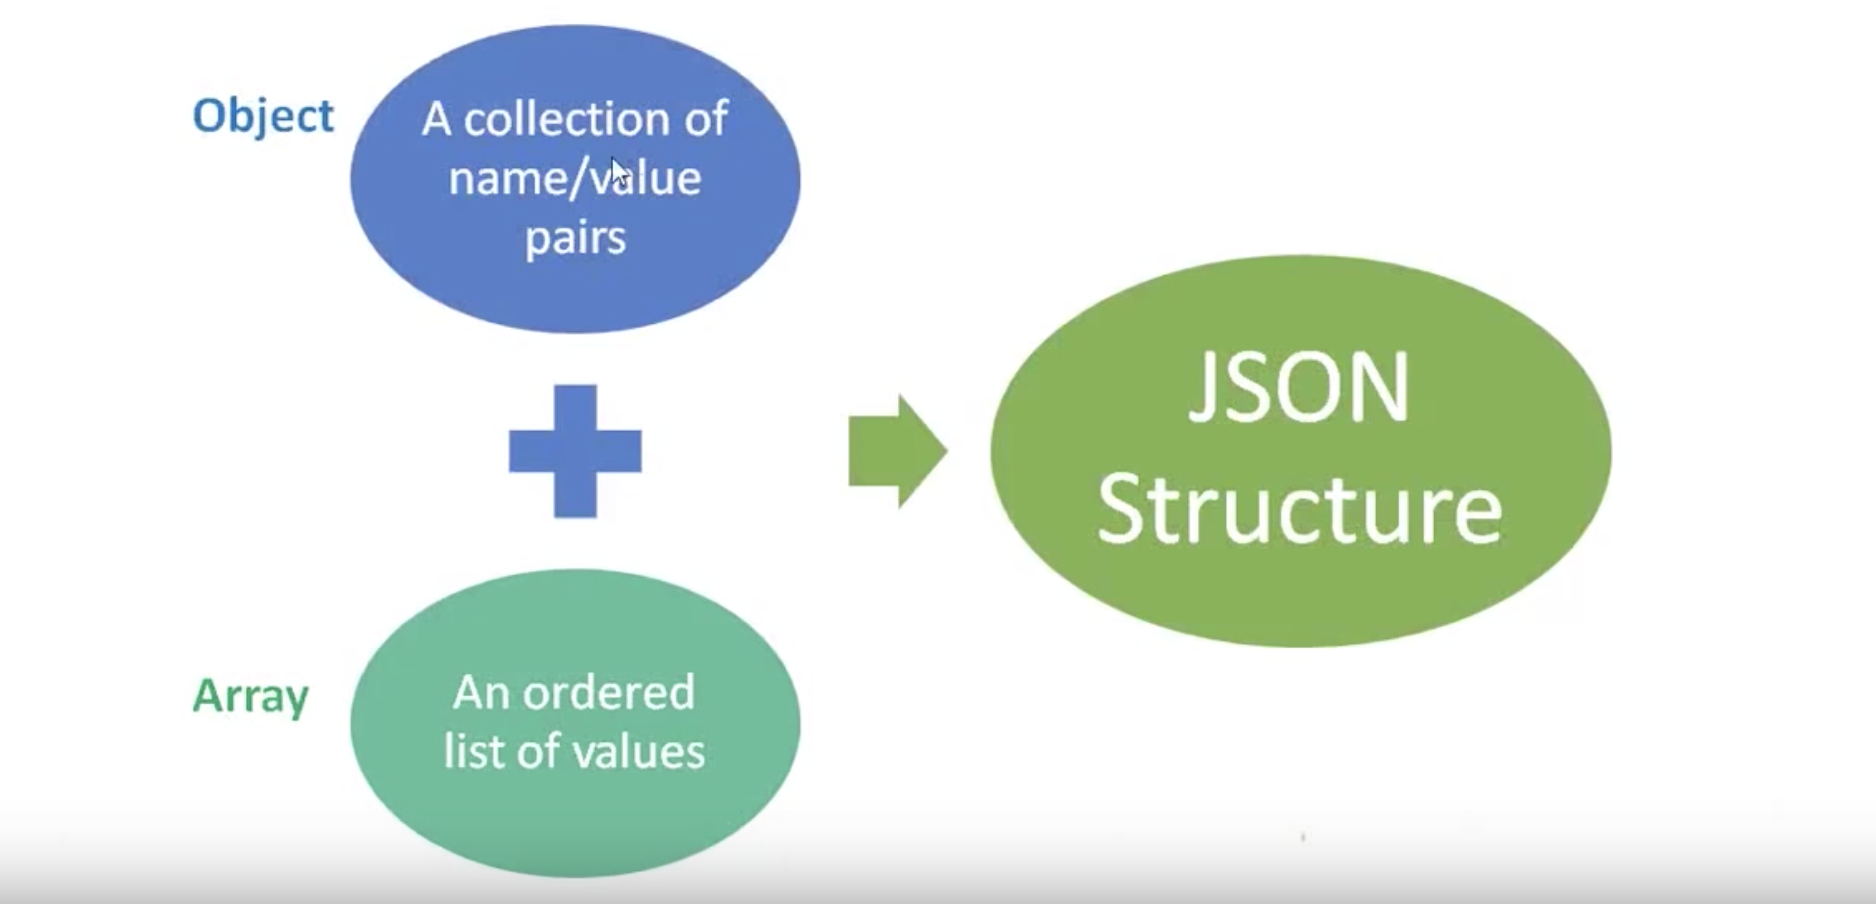 Object
A collection of
name/value
pairs
JSON
Structure
Array
An ordered
list of values